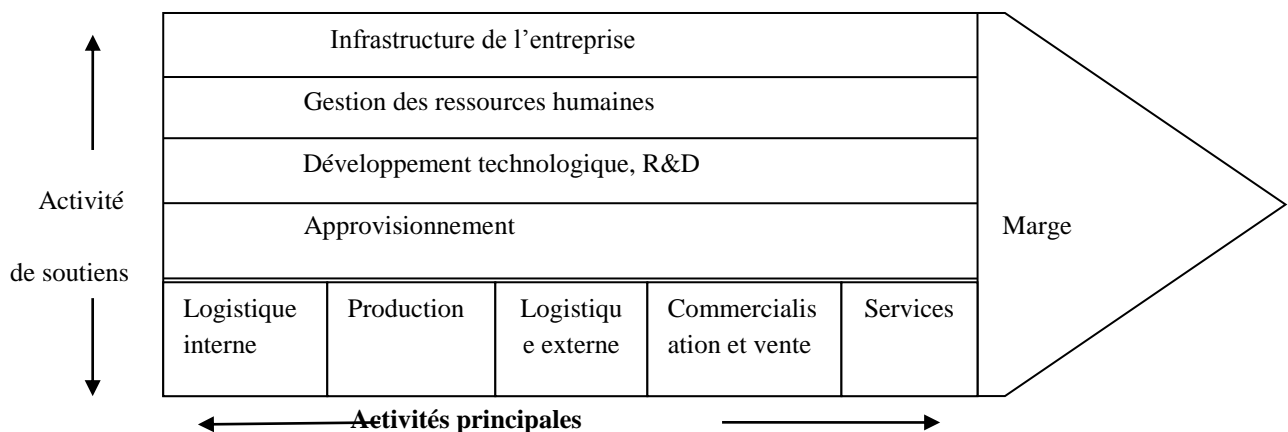 Infrastructure de l’entreprise
Gestion des ressources humaines
Développement technologique, R&D
Activité
de soutiens
Approvisionnement
Marge
Logistique
interne
Production
Logistiqu
e externe
Commercialis
ation et vente
Services
Activités principales